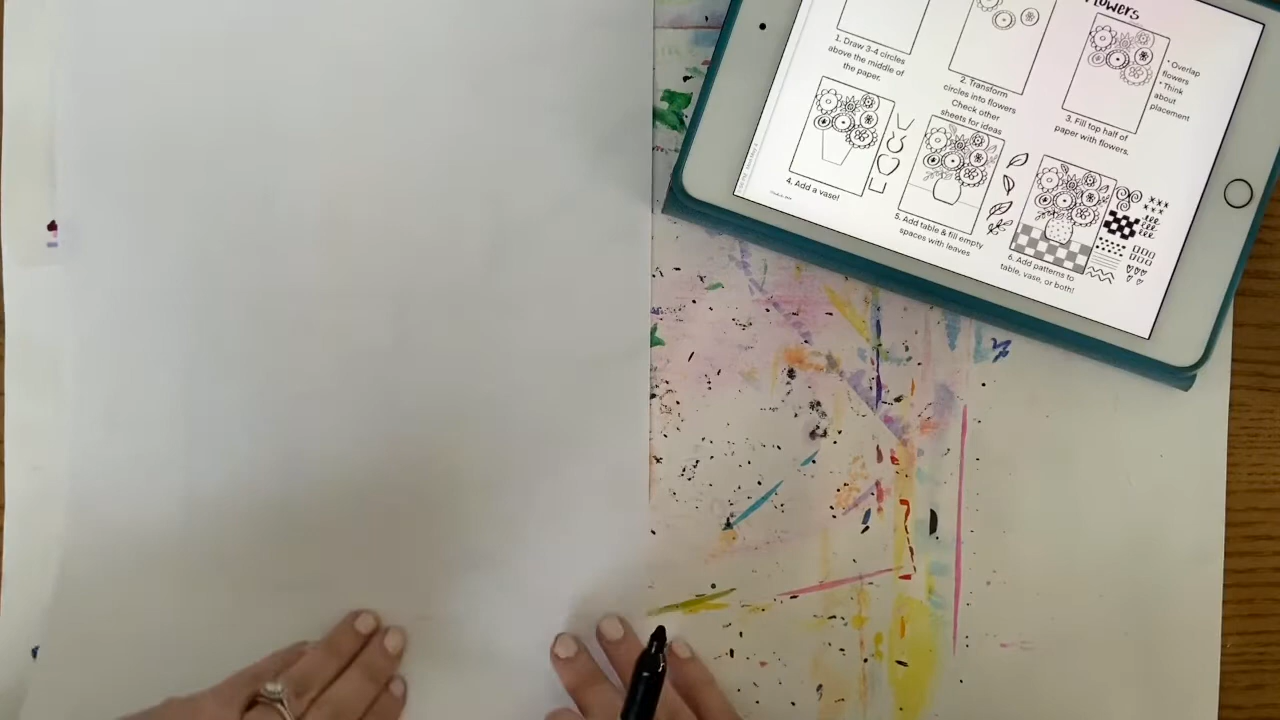 Flowers
1. Draw 3-4 circles
above the middle of
the paper.
2. Transform
circles into flowers
Check other
sheets for ideas
3. Fill top half of
paper with flowers.
• Overlap
flowers
• Think
about
placement
4. Add a vase!
5. Add table & fill empty
spaces with leaves
6. Add patterns to
table, vase, or both!